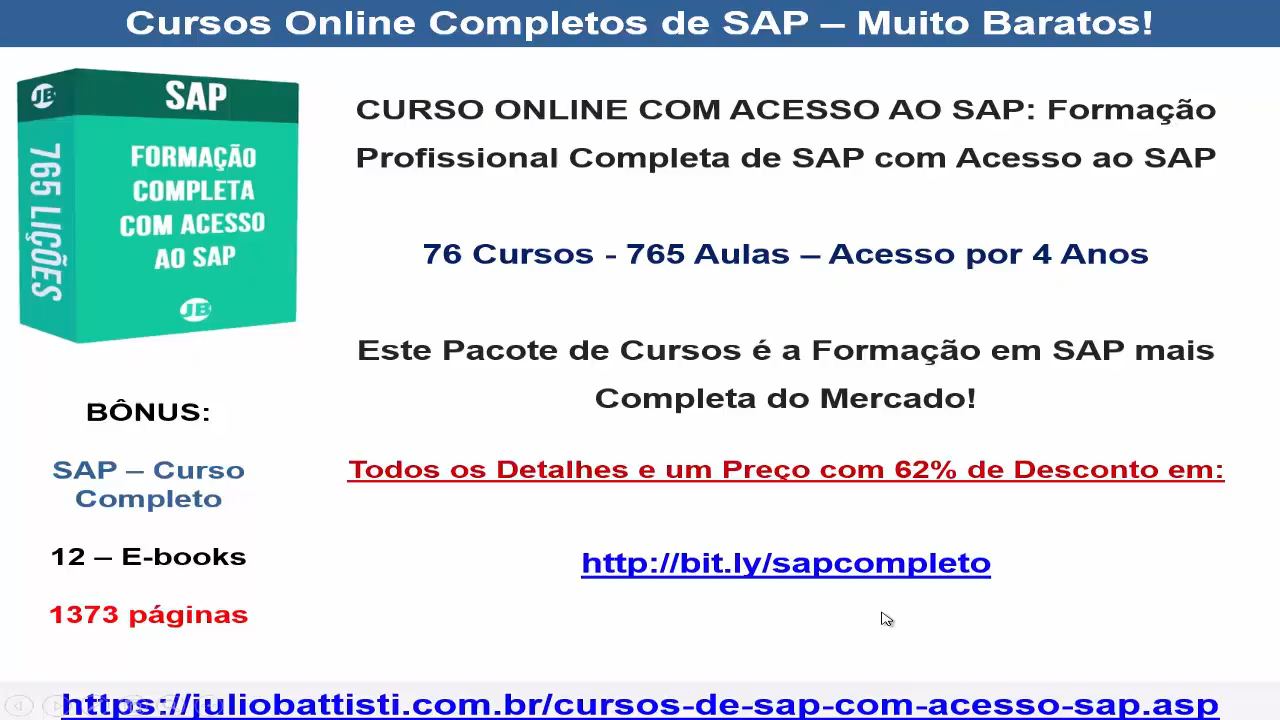 Cursos Online Completos de SAP – Muito Baratos!
JB
SAP
765 LIÇÕES
FORMAÇÃO
COMPLETA
COM ACESSO
AO SAP
JB
CURSO ONLINE COM ACESSO AO SAP: Formação
Profissional Completa de SAP com Acesso ao SAP
76 Cursos - 765 Aulas – Acesso por 4 Anos
Este Pacote de Cursos é a Formação em SAP mais
Completa do Mercado!
Todos os Detalhes e um Preço com 62% de Desconto em:
http://bit.ly/sapcompleto
BÔNUS:
SAP – Curso
Completo
12 – E-books
1373 páginas
https://juliobattisti.com.br/cursos-de-sap-com-acesso-sap.asp